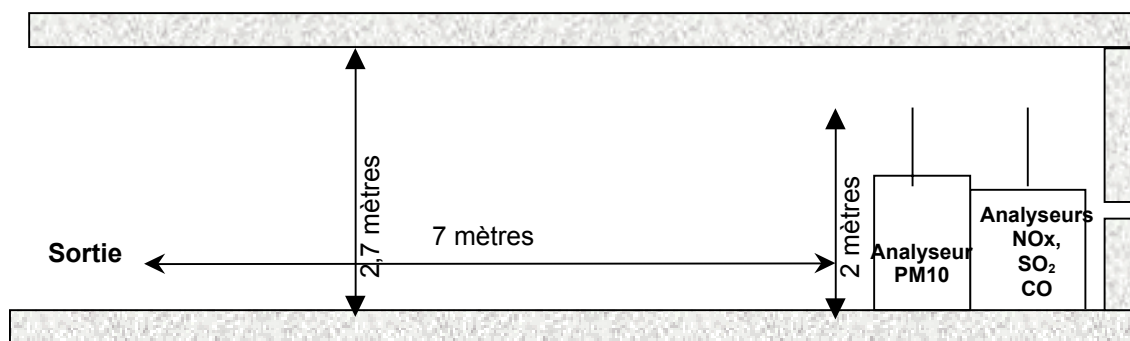 Sortie
2,7 mètres
7 mètres
2 mètres
Analyseur
PM10
Analyseurs
NOx,
SO₂
CO